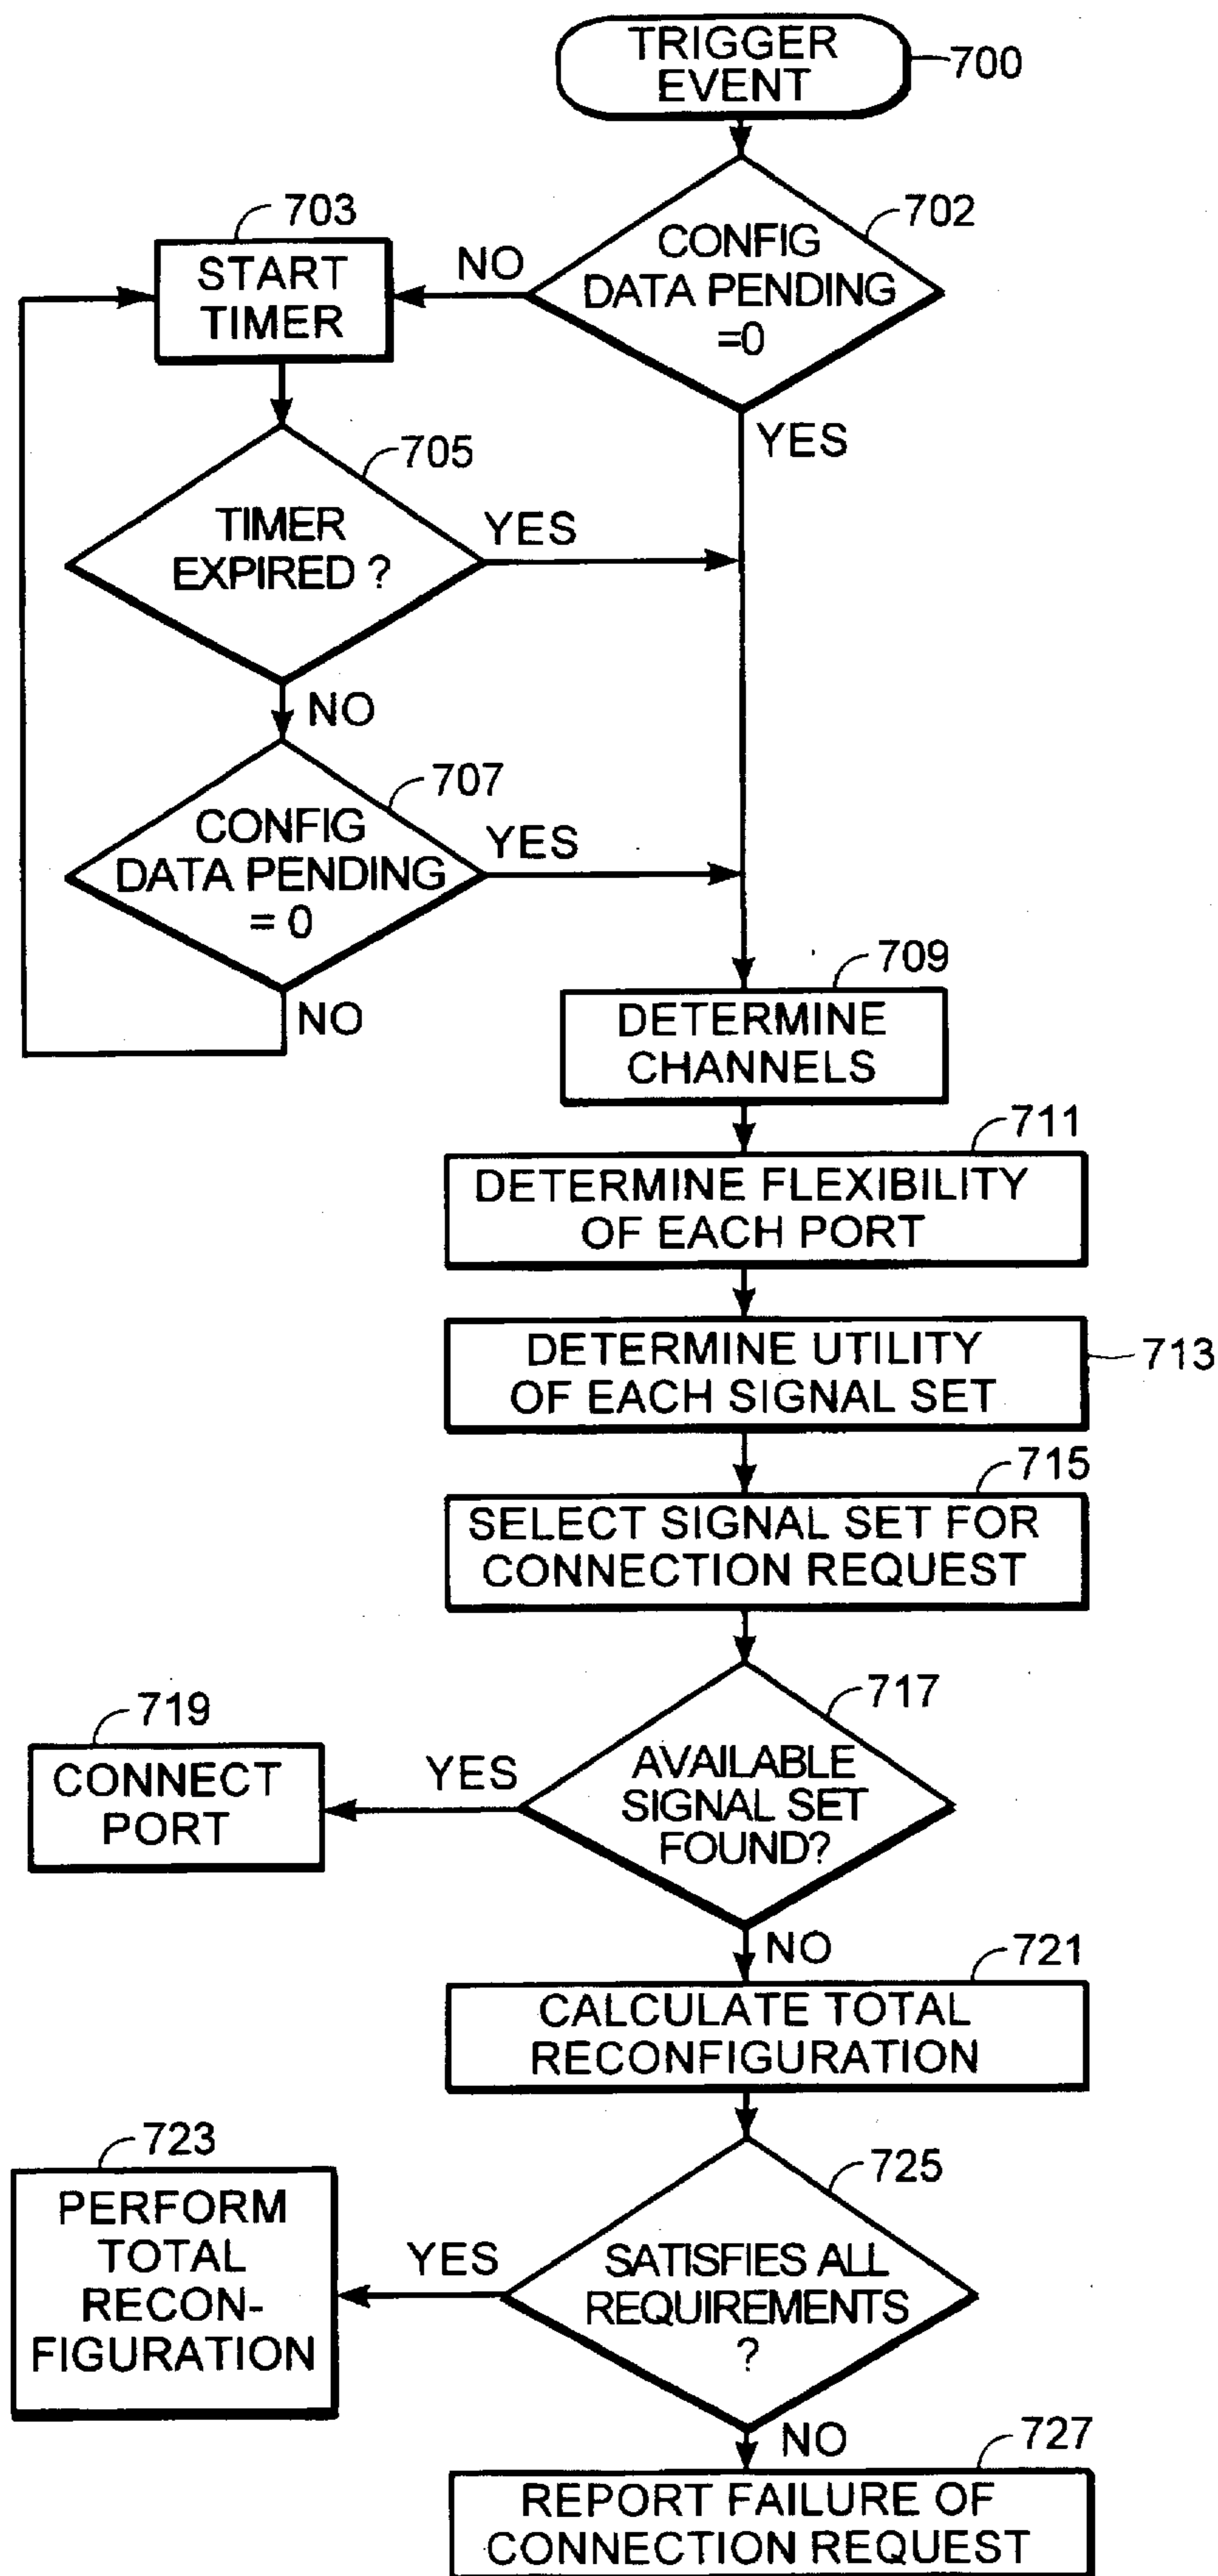 TRIGGER
EVENT
700
702
CONFIG
DATA PENDING
=0
NO
YES
703
START
TIMER
705
TIMER
EXPIRED ?
YES
NO
707
CONFIG
DATA PENDING
= 0
YES
NO
709
DETERMINE
CHANNELS
711
DETERMINE FLEXIBILITY
OF EACH PORT
DETERMINE UTILITY
OF EACH SIGNAL SET
713
715
SELECT SIGNAL SET FOR
CONNECTION REQUEST
717
AVAILABLE
SIGNAL SET
FOUND?
YES
719
CONNECT
PORT
NO
721
CALCULATE TOTAL
RECONFIGURATION
723
PERFORM
TOTAL
RECON-
FIGURATION
725
SATISFIES ALL
REQUIREMENTS
?
YES
NO
727
REPORT FAILURE OF
CONNECTION REQUEST